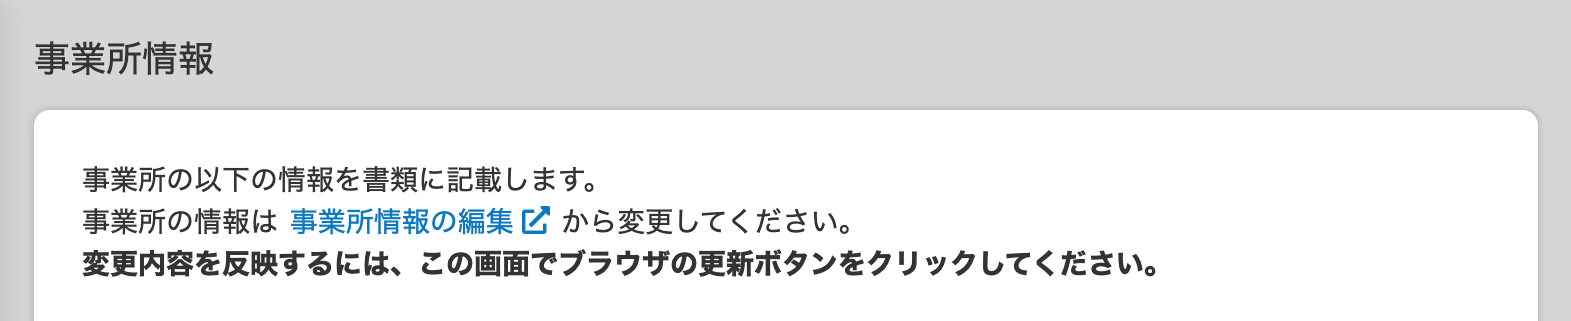 事業所情報
事業所の以下の情報を書類に記載します。
事業所の情報は 事業所情報の編集 から変更してください。
変更内容を反映するには、この画面でブラウザの更新ボタンをクリックしてください。